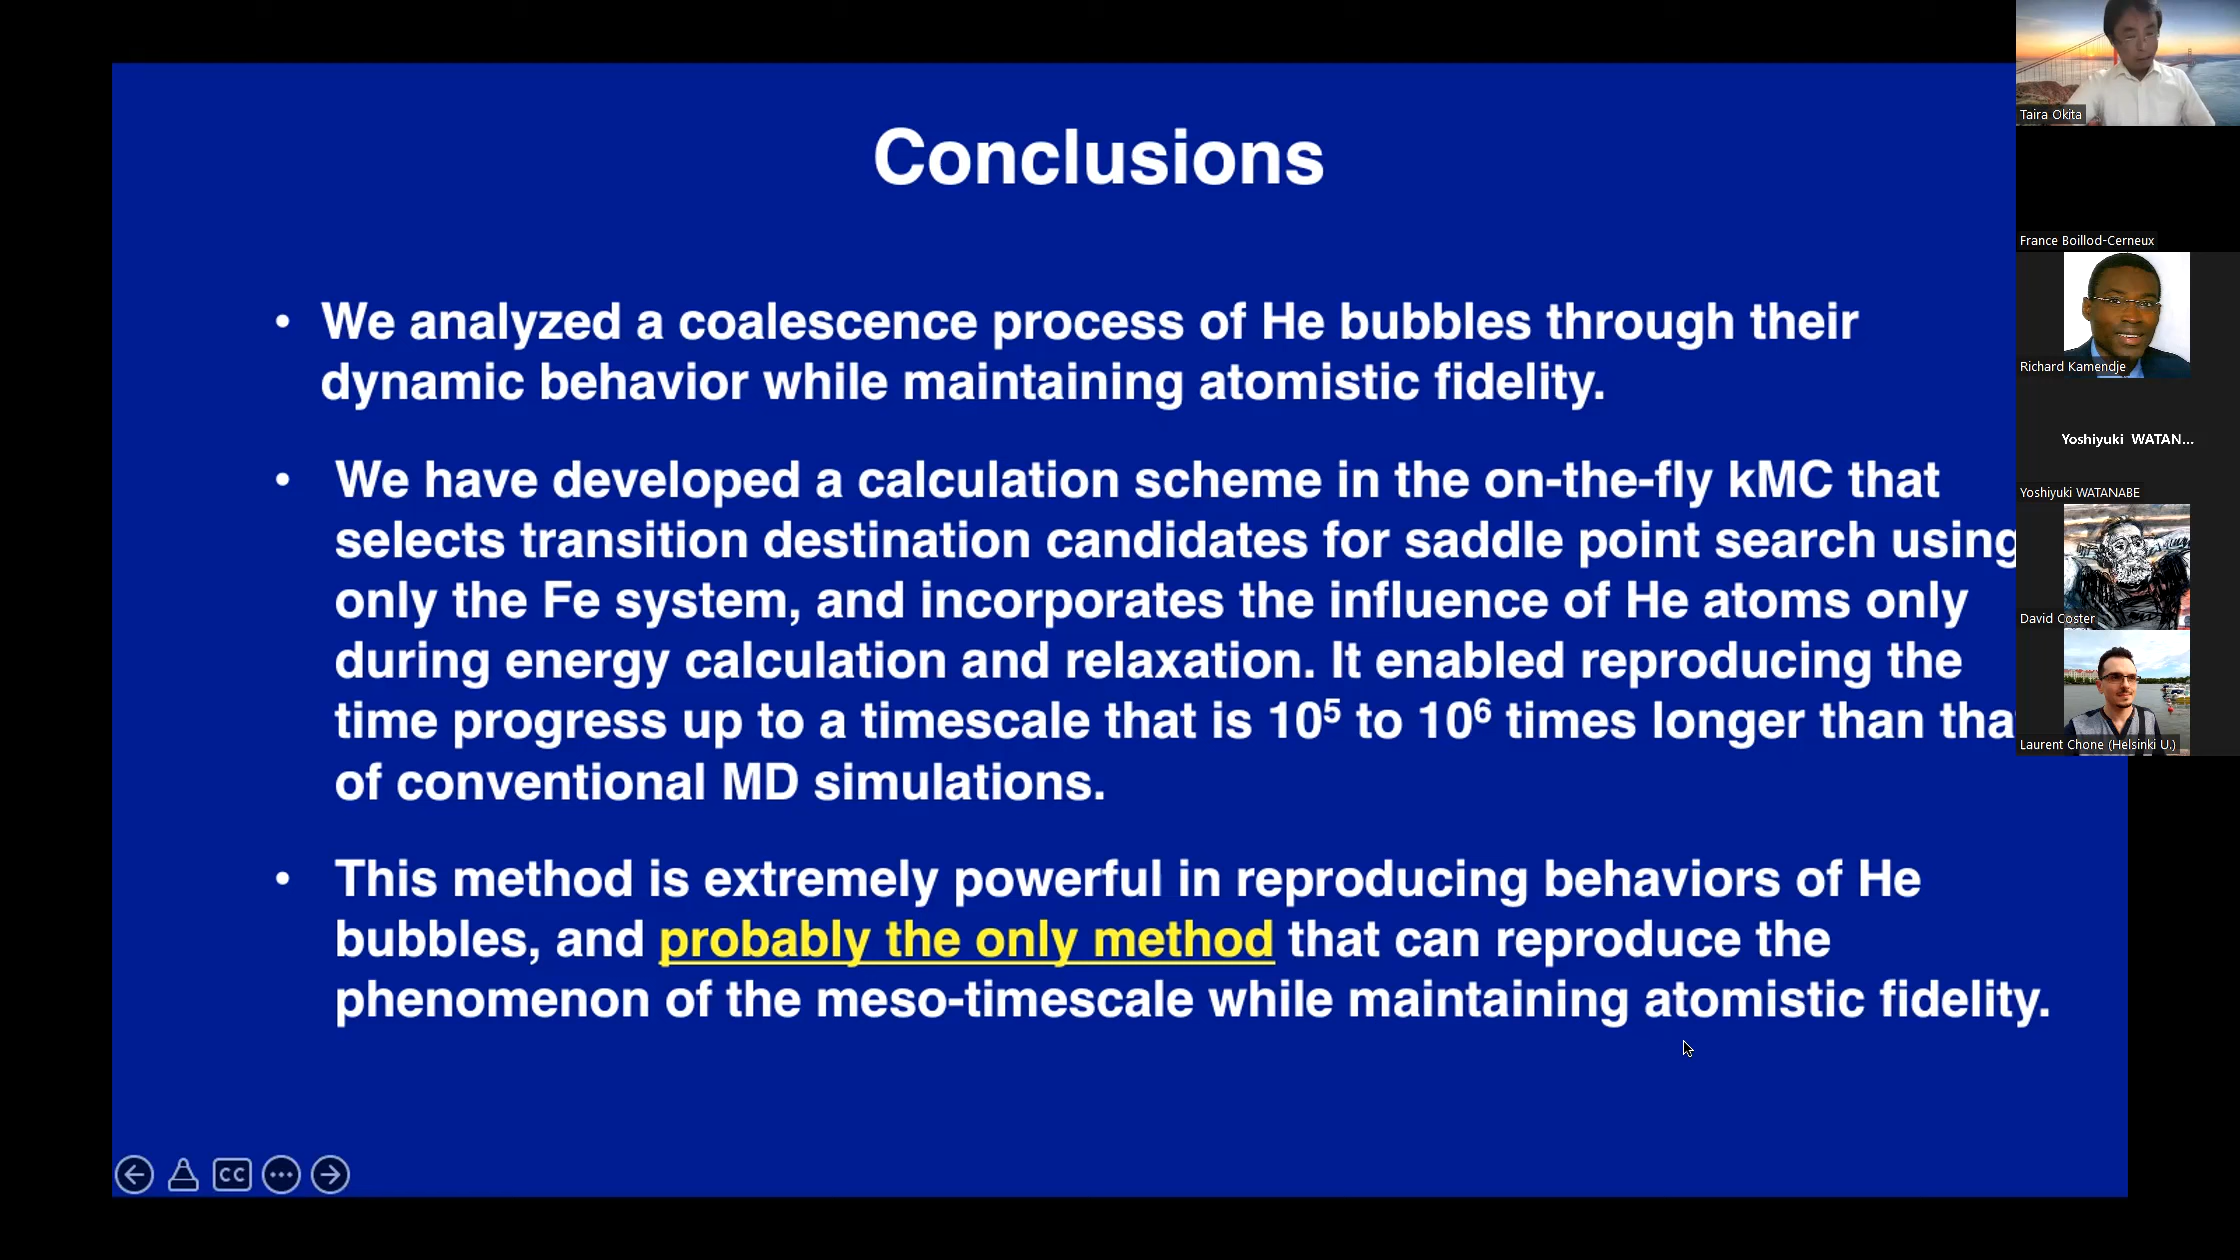 Conclusions
• We analyzed a coalescence process of He bubbles through their
dynamic behavior while maintaining atomistic fidelity.
• We have developed a calculation scheme in the on-the-fly kMC that
selects transition destination candidates for saddle point search using
only the Fe system, and incorporates the influence of He atoms only
during energy calculation and relaxation. It enabled reproducing the
time progress up to a timescale that is 10⁵ to 10⁶ times longer than tha
of conventional MD simulations.
• This method is extremely powerful in reproducing behaviors of He
bubbles, and probably the only method that can reproduce the
phenomenon of the meso-timescale while maintaining atomistic fidelity.
CC
Taira Okita
France Boillod-Cerneux
Richard Kamendje
Yoshiyuki WATAN...
Yoshiyuki WATANABE
David Coster
Laurent Chone (Helsinki U.)